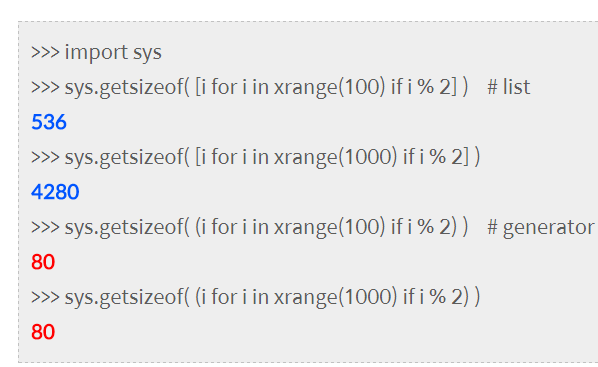 >>> import sys
>>> sys.getsizeof( [i for i in xrange(100) if i % 2] ) # list
536
>>> sys.getsizeof( [i for i in xrange(1000) if i % 2] )
4280
>>> sys.getsizeof( (i for i in xrange(100) if i % 2) ) # generator
80
>>> sys.getsizeof( (i for i in xrange(1000) if i % 2) )
80